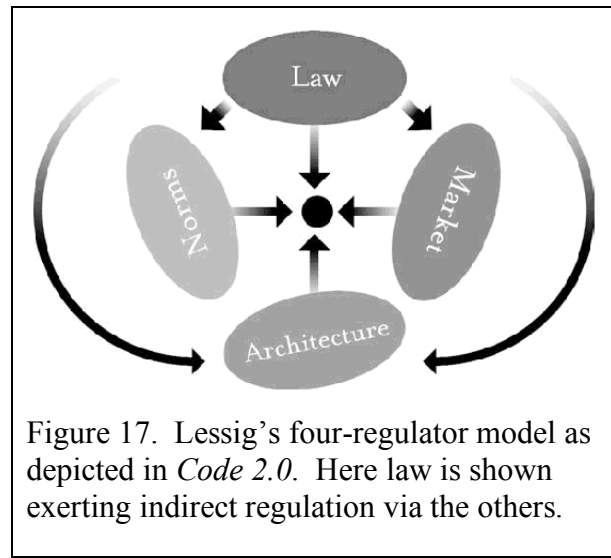 Law
Norms
Market
Architecture
Figure 17.  Lessig’s four-regulator model as
depicted in Code 2.0.  Here law is shown
exerting indirect regulation via the others.